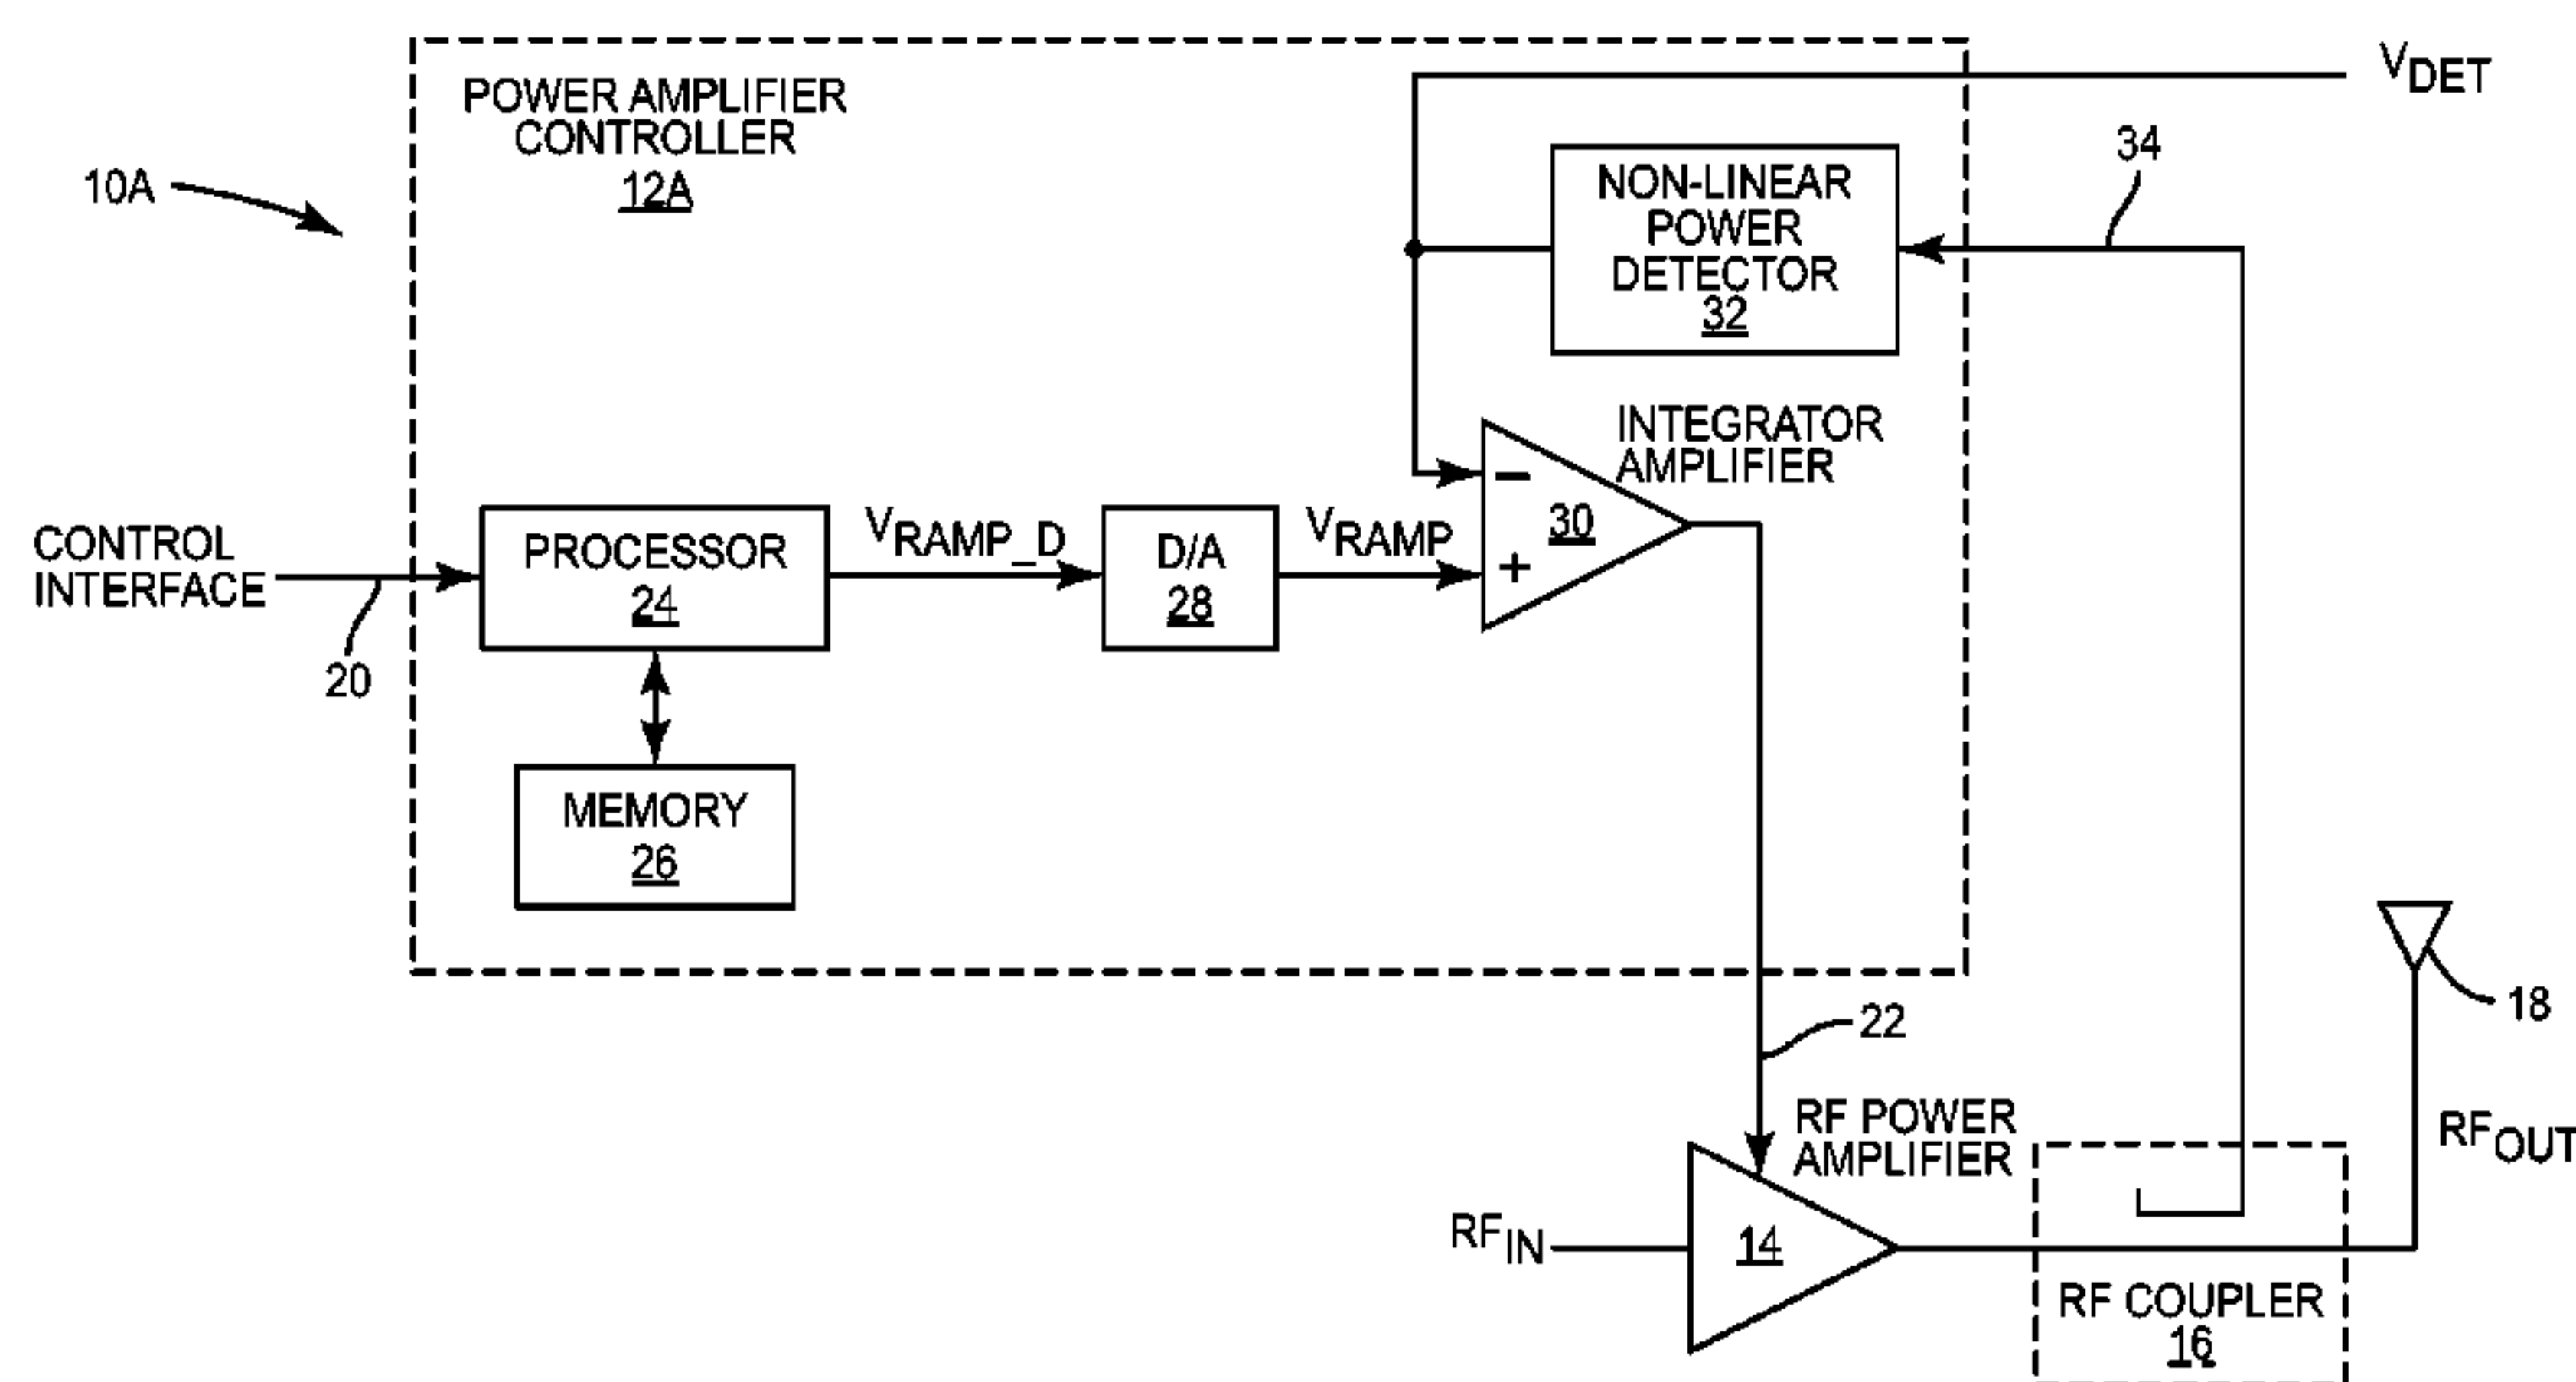 POWER AMPLIFIER
CONTROLLER
12A
10A
VDET
34
NON-LINEAR
POWER
DETECTOR
32
INTEGRATOR
AMPLIFIER
CONTROL
INTERFACE
20
PROCESSOR
24
VRAMP_D
D/A
28
VRAMP
−
+
30
MEMORY
26
22
18
RF POWER
AMPLIFIER
RFOUT
RFIN
14
RF COUPLER
16